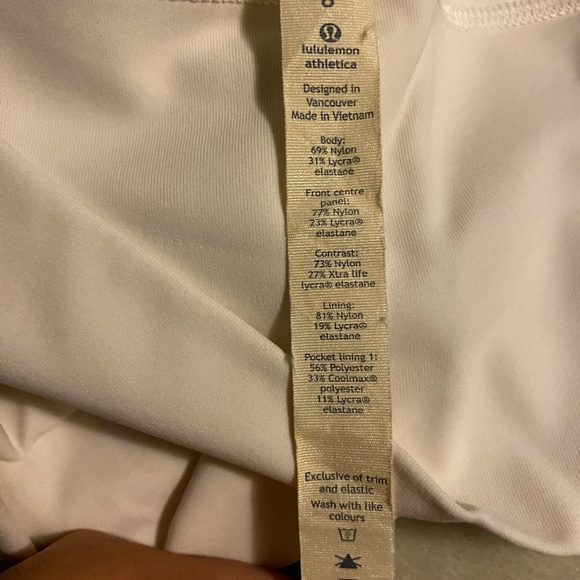 lululemon
athletica
Designed in
Vancouver
Made in Vietnam
Body:
69% Nylon
31% Lycra®
elastane
Front centre
panel:
77% Nylon
23% Lycra®
elastane
Contrast:
73% Nylon
27% Xtra life
lycra® elastane
Lining:
81% Nylon
19% Lycra®
elastane
Pocket lining 1:
56% Polyester
33% Coolmax®
polyester
11% Lycra®
elastane
Exclusive of trim
and elastic
Wash with like
colours